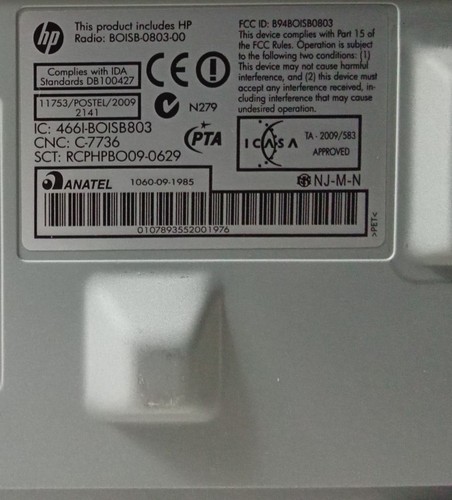 hp
This product includes HP
Radio: BOISB-0803-00
Complies with IDA
Standards DB100427
CE
11753/POSTEL/2009
2141
N279
IC: 466I-BOISB803
CNC: C-7736
SCT: RCPHPBO09-0629
PTA
FCC ID: B94BOISB0803
This device complies with Part 15 of
the FCC Rules. Operation is subject
to the following two conditions: (1)
This device may not cause harmful
interference, and (2) this device must
accept any interference received, in-
cluding interference that may cause
undesired operation.
ICASA
TA - 2009/583
APPROVED
ANATEL
1060-09-1985
NJ-M-N
0107893552001976
>PET<